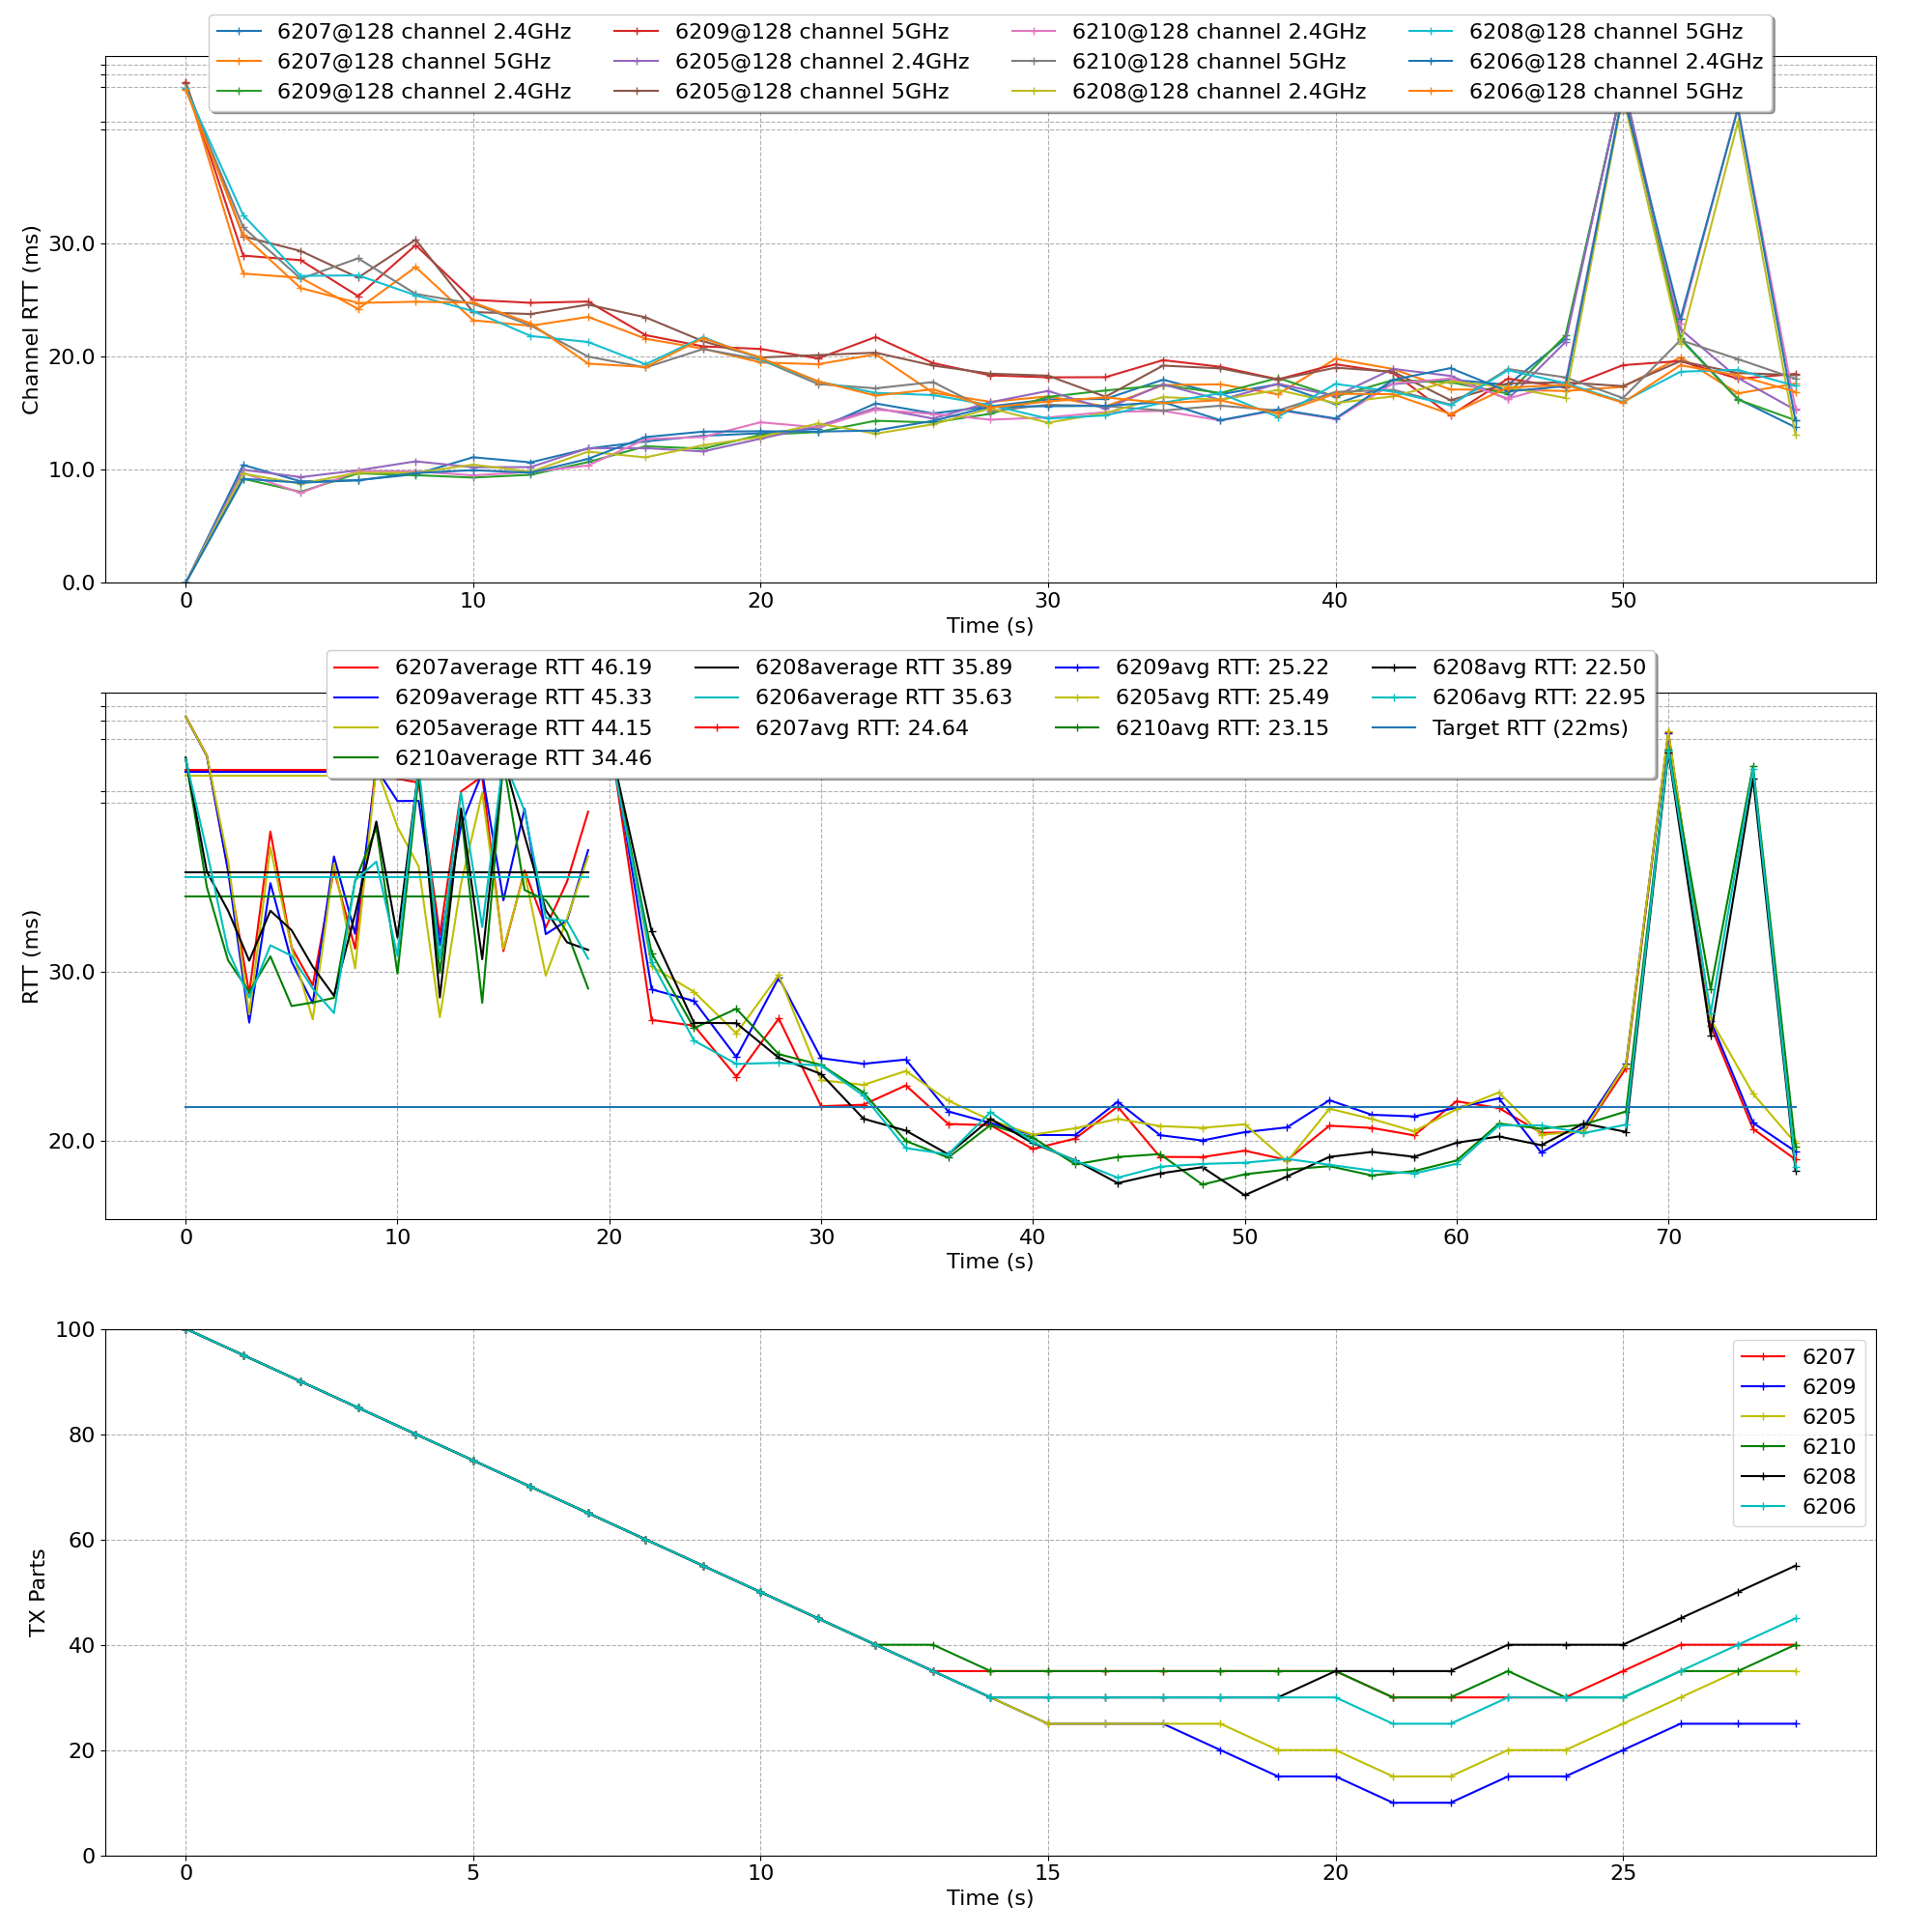 6207@128 channel 2.4GHz 6209@128 channel 5GHz 6210@128 channel 2.4GHz 6208@128 channel 5GHz
6207@128 channel 5GHz 6205@128 channel 2.4GHz 6210@128 channel 5GHz 6206@128 channel 2.4GHz
6209@128 channel 2.4GHz 6205@128 channel 5GHz 6208@128 channel 2.4GHz 6206@128 channel 5GHz
Channel RTT (ms)
30.0
20.0
10.0
0.0
0 10 20 30 40 50
Time (s)
6207average RTT 46.19 6208average RTT 35.89 6209avg RTT: 25.22 6208avg RTT: 22.50
6209average RTT 45.33 6206average RTT 35.63 6205avg RTT: 25.49 6206avg RTT: 22.95
6205average RTT 44.15 6207avg RTT: 24.64 6210avg RTT: 23.15 Target RTT (22ms)
6210average RTT 34.46
RTT (ms)
30.0
20.0
0 10 20 30 40 50 60 70
Time (s)
TX Parts
100
80
60
40
20
0
6207
6209
6205
6210
6208
6206
0 5 10 15 20 25
Time (s)